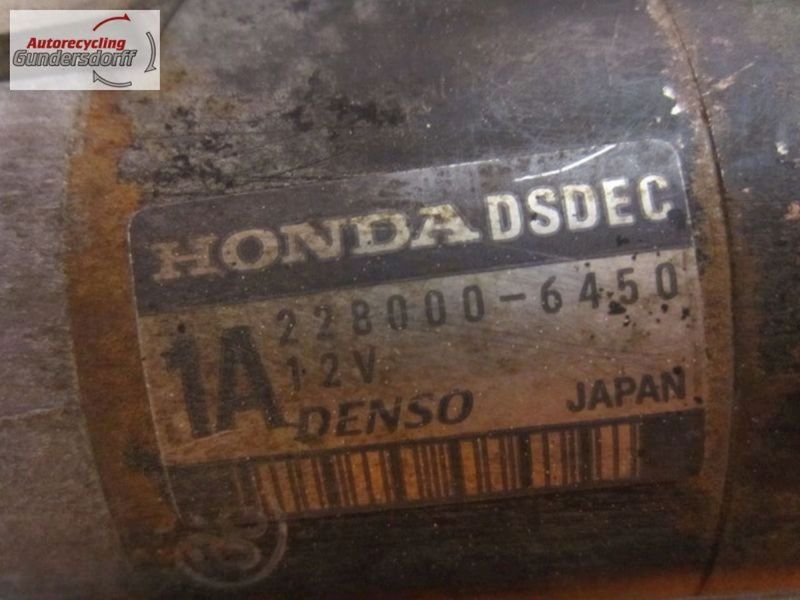 Autorecycling
Gundersdorff
HONDA DSDEC
228000-6450
1A
12V
DENSO
JAPAN